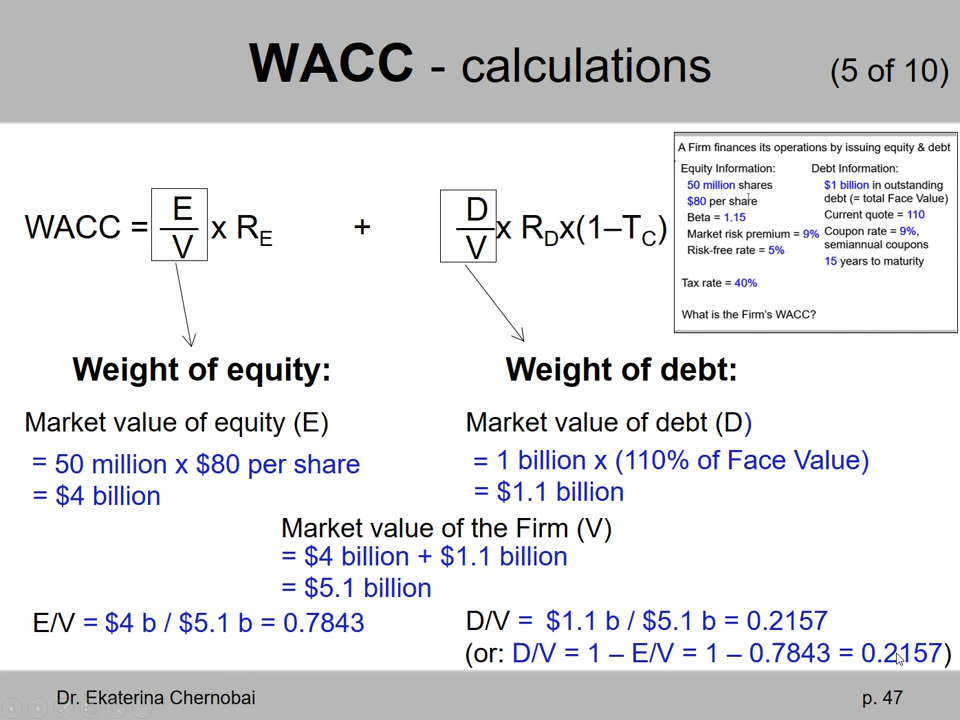 WACC - calculations (5 of 10)
A Firm finances its operations by issuing equity & debt
Equity Information:
50 million shares
$80 per share
Beta = 1.15
Market risk premium = 9%
Risk-free rate = 5%
Tax rate = 40%
What is the Firm's WACC?
Debt Information:
$1 billion in outstanding
debt (= total Face Value)
Current quote = 110
Coupon rate = 9%,
semiannual coupons
15 years to maturity
WACC = E/V x RE + D/V x RDx(1–TC)
Weight of equity:
Market value of equity (E)
= 50 million x $80 per share
= $4 billion
Weight of debt:
Market value of debt (D)
= 1 billion x (110% of Face Value)
= $1.1 billion
Market value of the Firm (V)
= $4 billion + $1.1 billion
= $5.1 billion
E/V = $4 b / $5.1 b = 0.7843
D/V = $1.1 b / $5.1 b = 0.2157
(or: D/V = 1 – E/V = 1 – 0.7843 = 0.2157)
Dr. Ekaterina Chernobai
p. 47